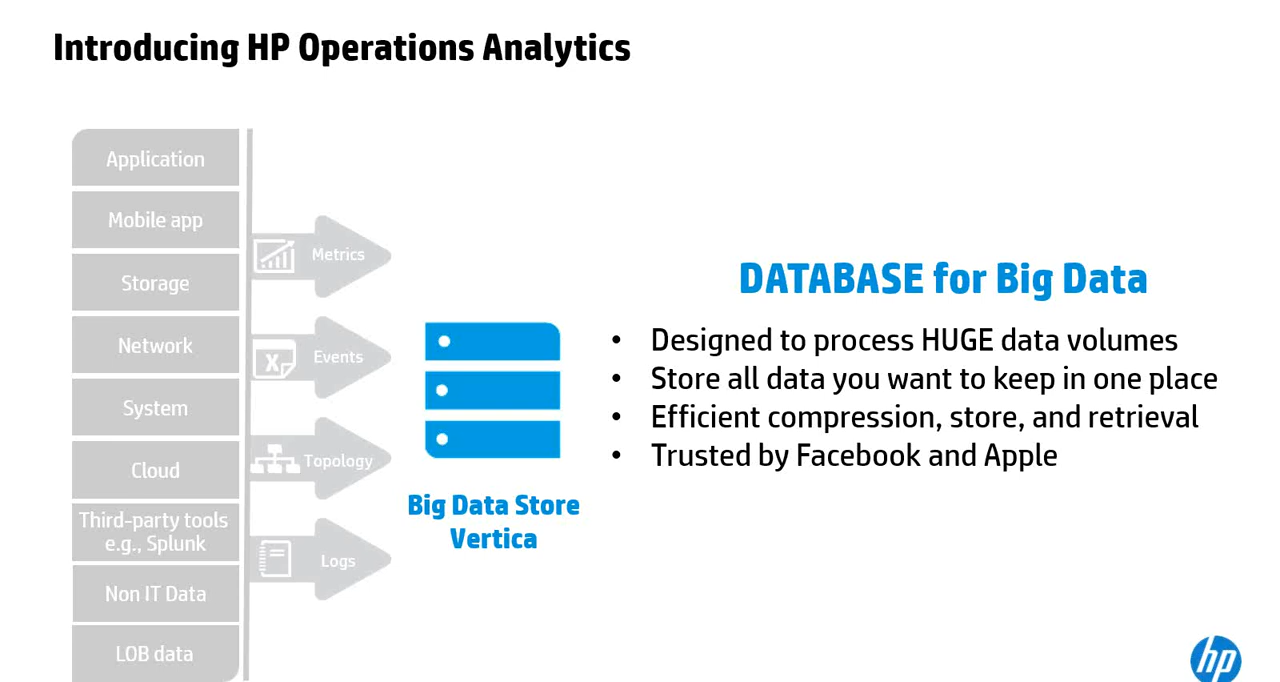 Introducing HP Operations Analytics
Application
Mobile app
Storage
Network
System
Cloud
Third-party tools
e.g., Splunk
Non IT Data
LOB data
Metrics
X
Events
Topology
Logs
Big Data Store
Vertica
DATABASE for Big Data
• Designed to process HUGE data volumes
• Store all data you want to keep in one place
• Efficient compression, store, and retrieval
• Trusted by Facebook and Apple
hp